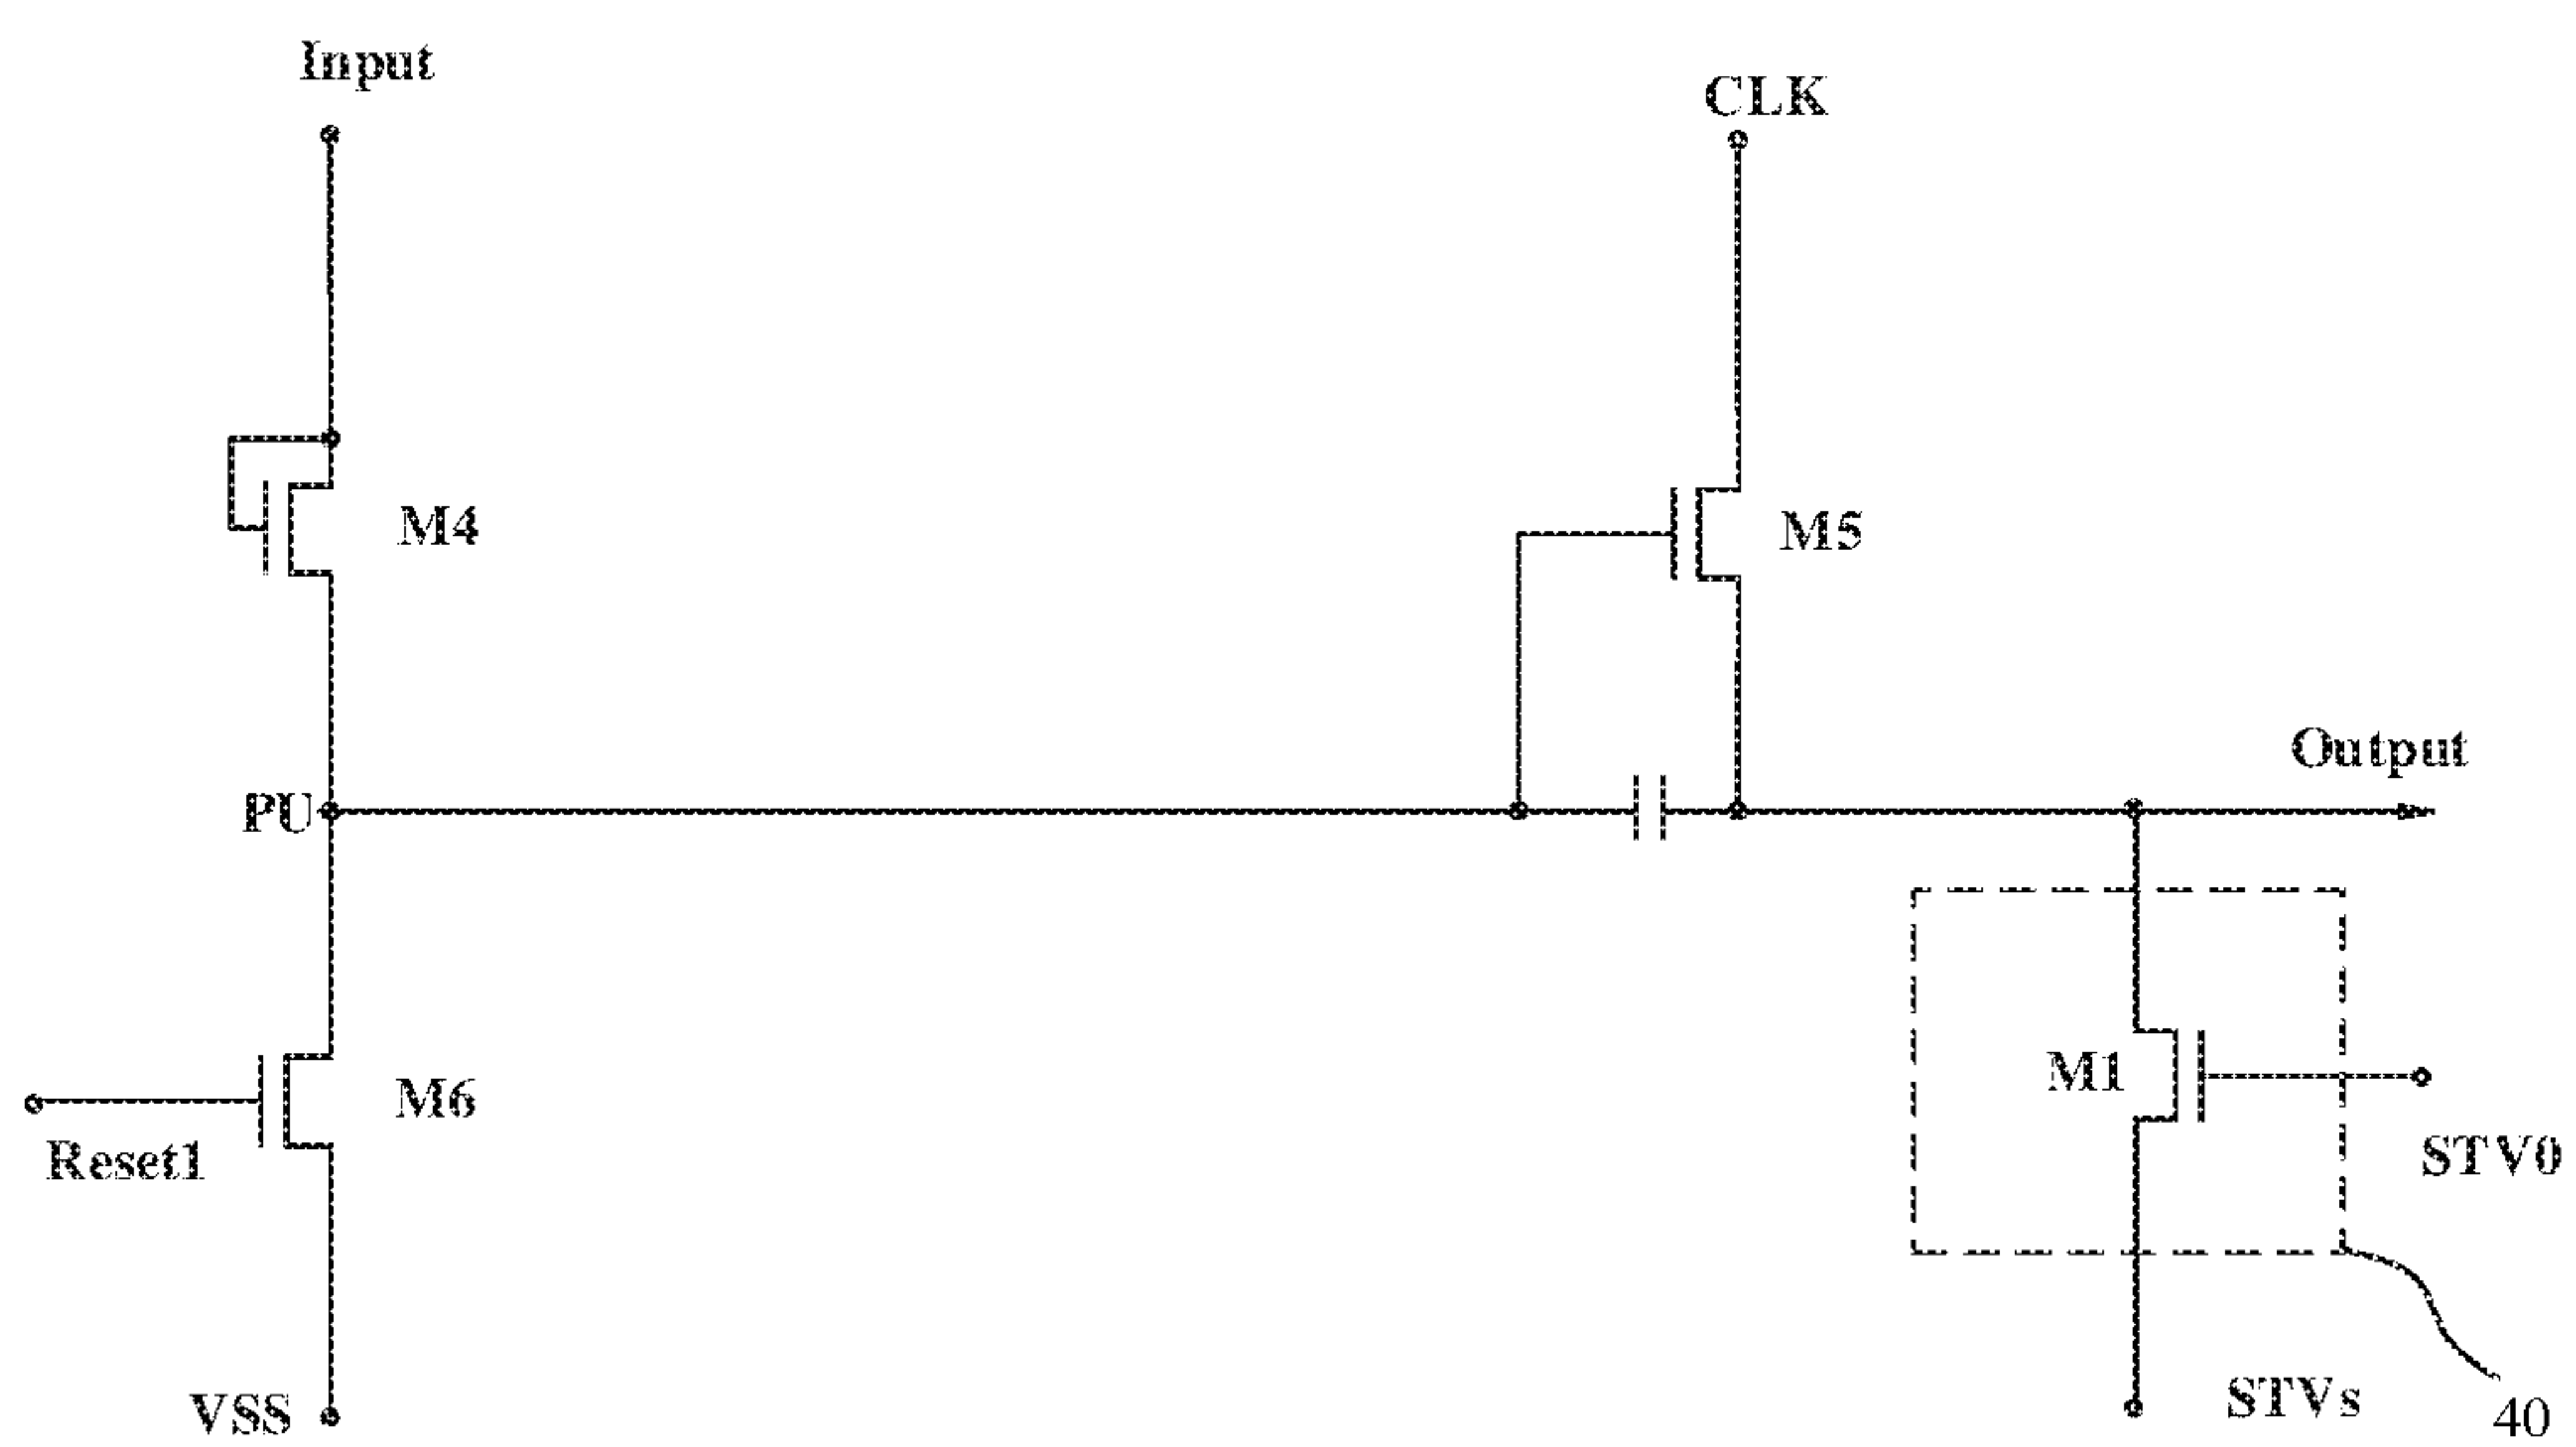 Input
CLK
M4
M5
Output
PU
M1
M6
STV0
Reset1
STVs
VSS
40